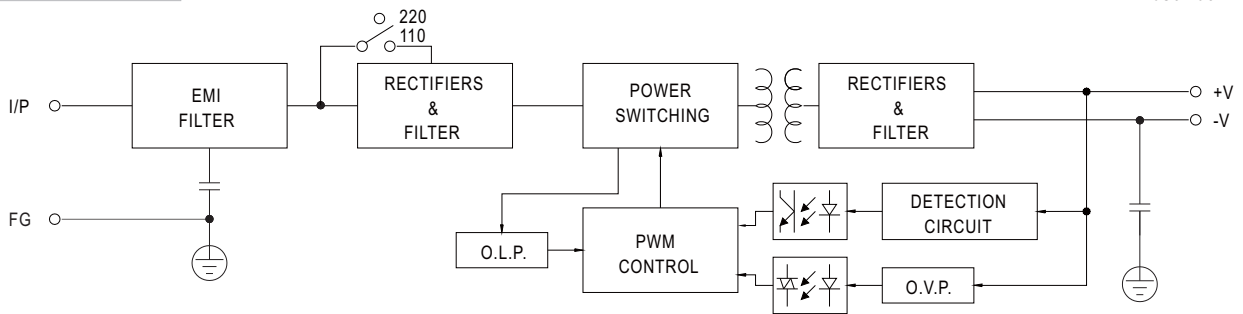 220
110
I/P
EMI
FILTER
RECTIFIERS
&
FILTER
POWER
SWITCHING
RECTIFIERS
&
FILTER
+V
-V
FG
O.L.P.
PWM
CONTROL
DETECTION
CIRCUIT
O.V.P.